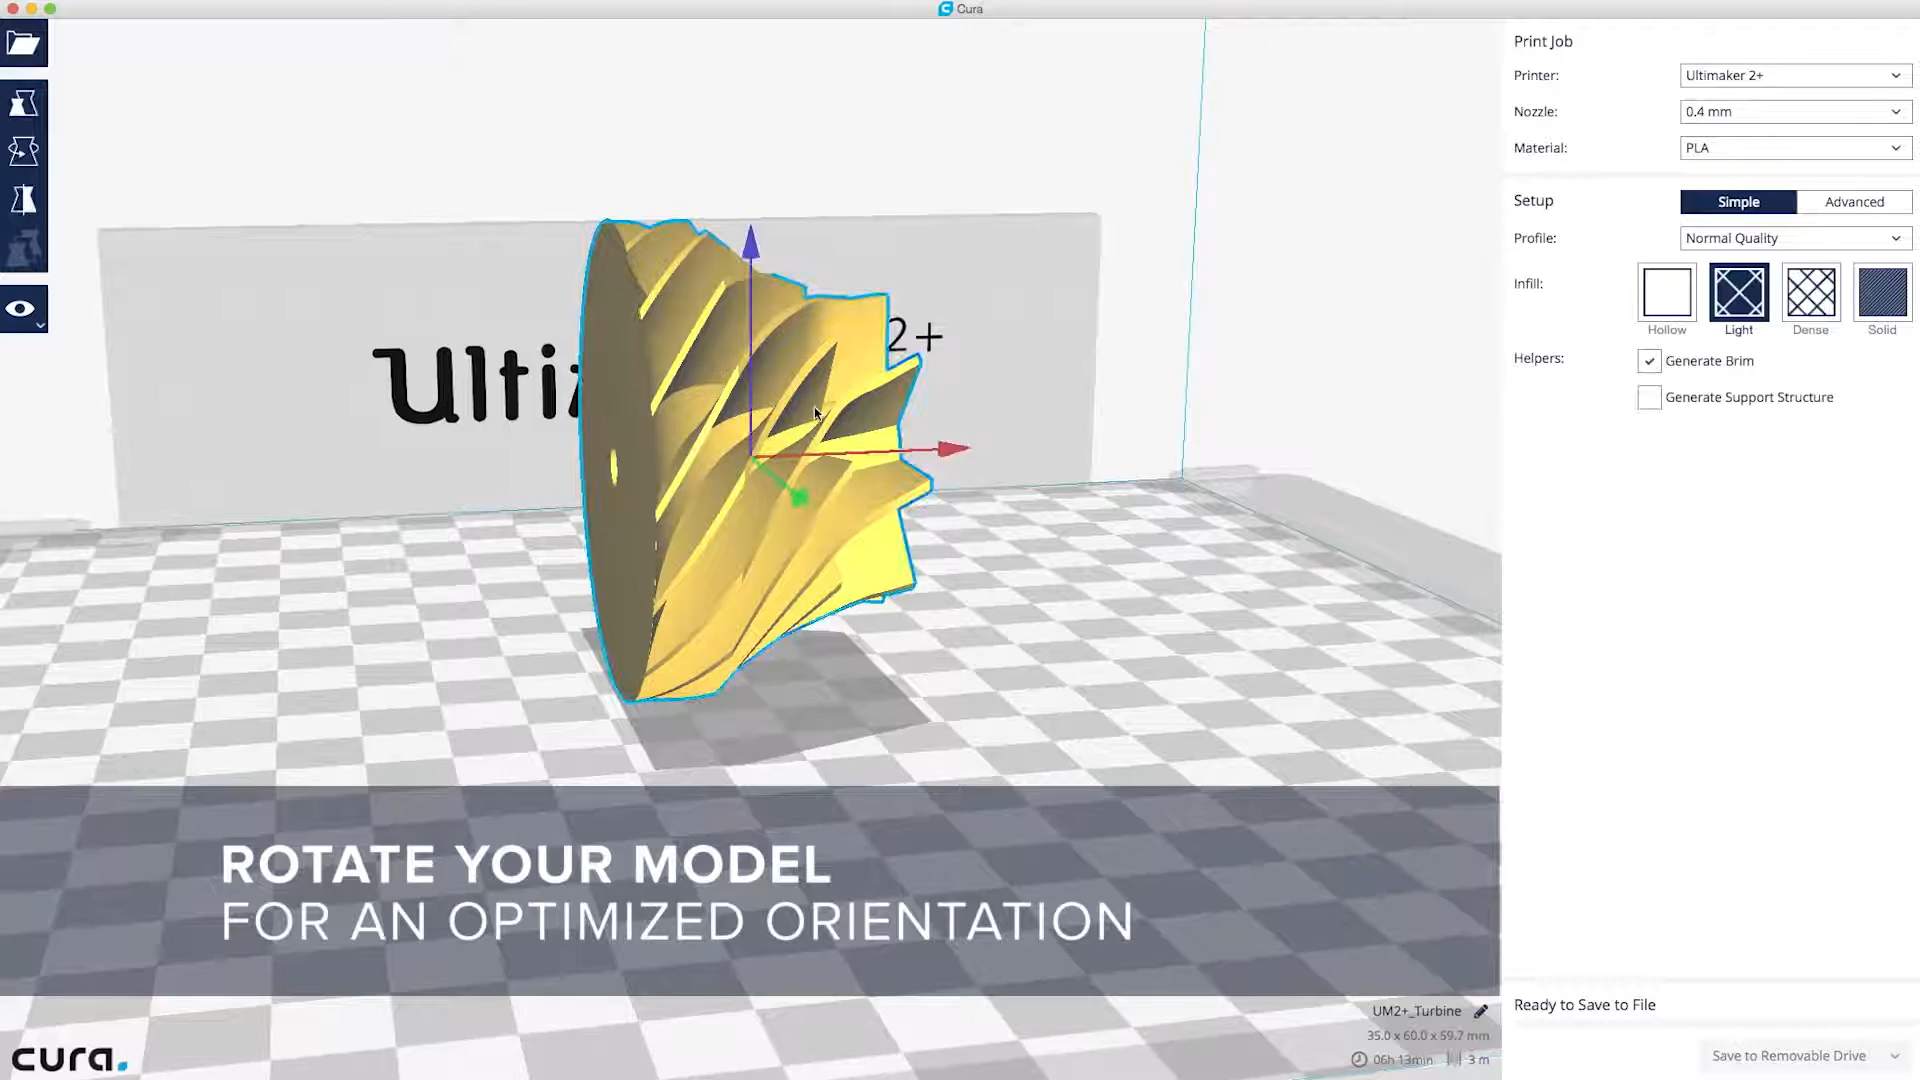 Cura
Print Job
Printer:
Ultimaker 2+
Nozzle:
0.4 mm
Material:
PLA
Setup
Simple
Advanced
Profile:
Normal Quality
Infill:
Hollow
Light
Dense
Solid
Helpers:
Generate Brim
Generate Support Structure
2+
ROTATE YOUR MODEL
FOR AN OPTIMIZED ORIENTATION
UM2+_Turbine
35.0 x 60.0 x 59.7 mm
06h 13min
3 m
Ready to Save to File
Save to Removable Drive
cura.